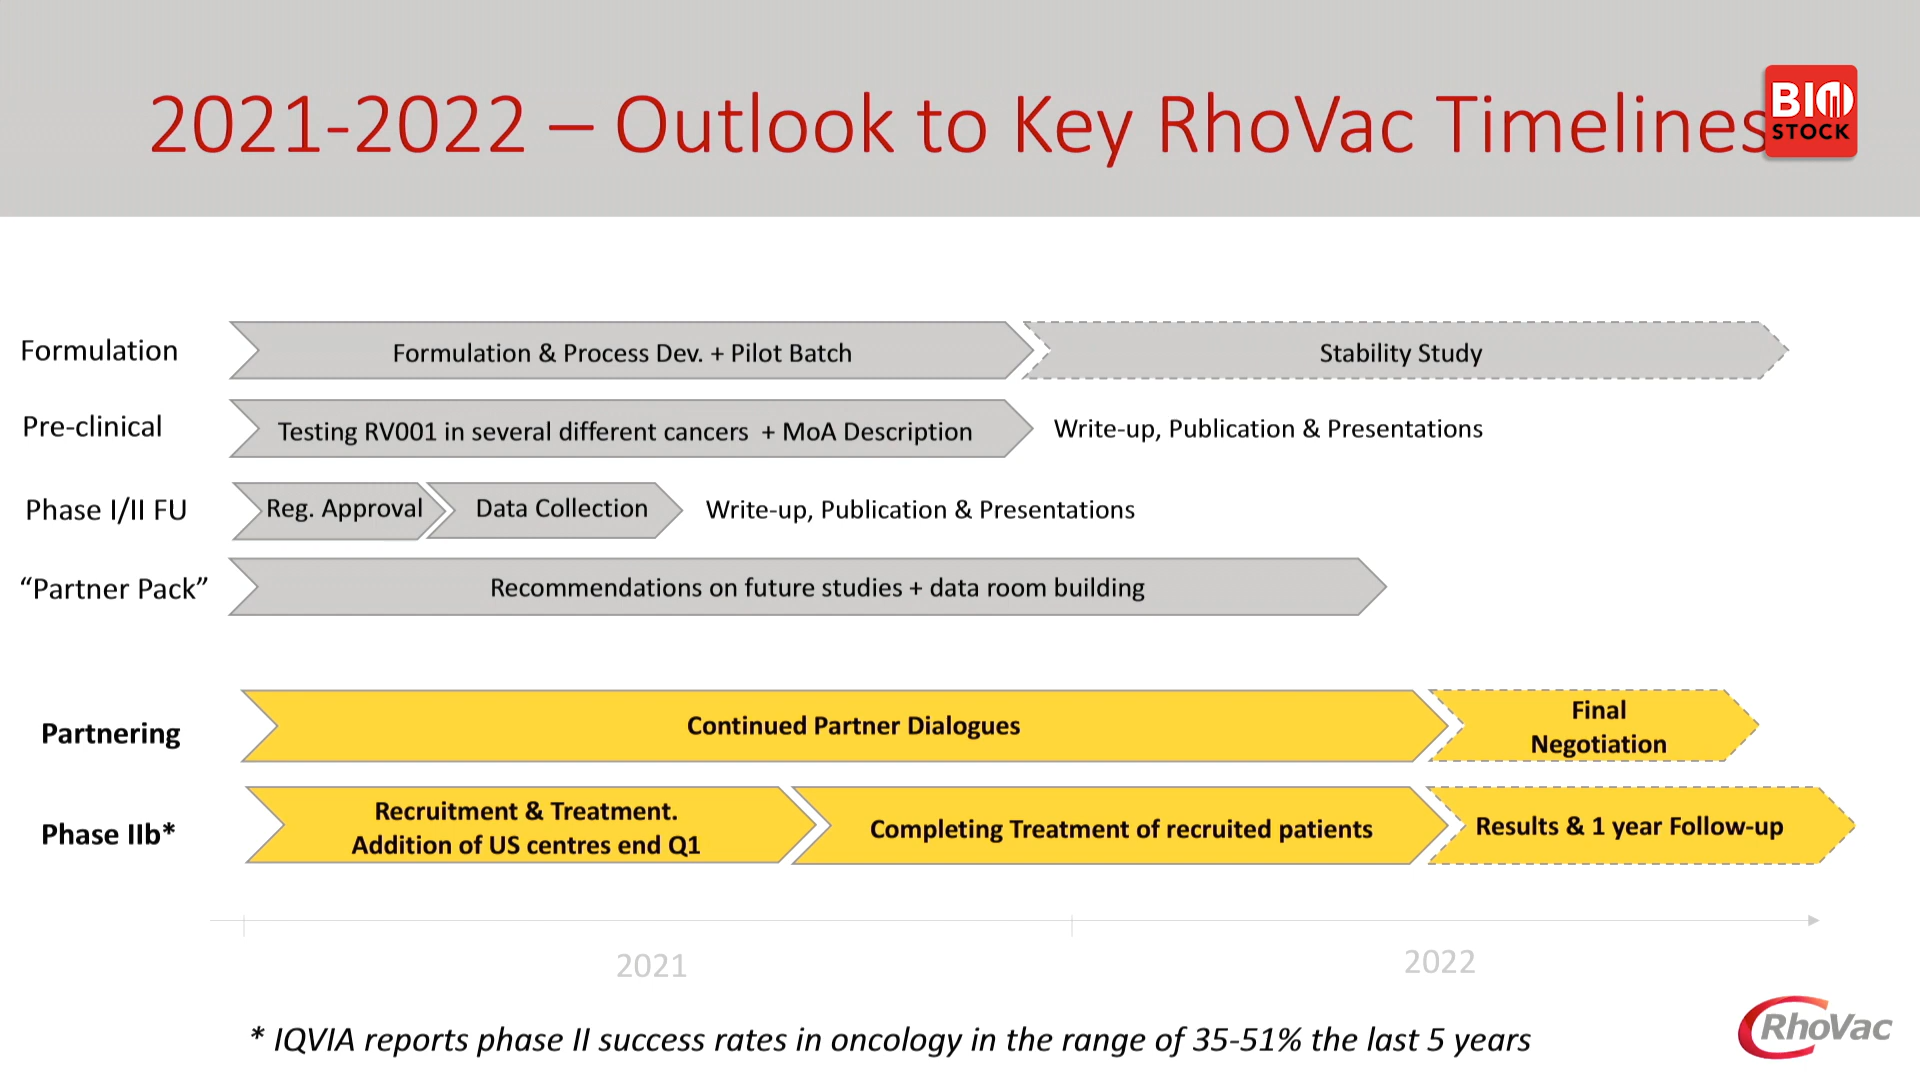 2021-2022 – Outlook to Key RhoVac Timelines
BIO
STOCK
Formulation
Formulation & Process Dev. + Pilot Batch
Stability Study
Pre-clinical
Testing RV001 in several different cancers + MoA Description
Write-up, Publication & Presentations
Phase I/II FU
Reg. Approval
Data Collection
Write-up, Publication & Presentations
“Partner Pack”
Recommendations on future studies + data room building
Partnering
Continued Partner Dialogues
Final
Negotiation
Phase IIb*
Recruitment & Treatment.
Addition of US centres end Q1
Completing Treatment of recruited patients
Results & 1 year Follow-up
2021
2022
* IQVIA reports phase II success rates in oncology in the range of 35-51% the last 5 years
RhoVac